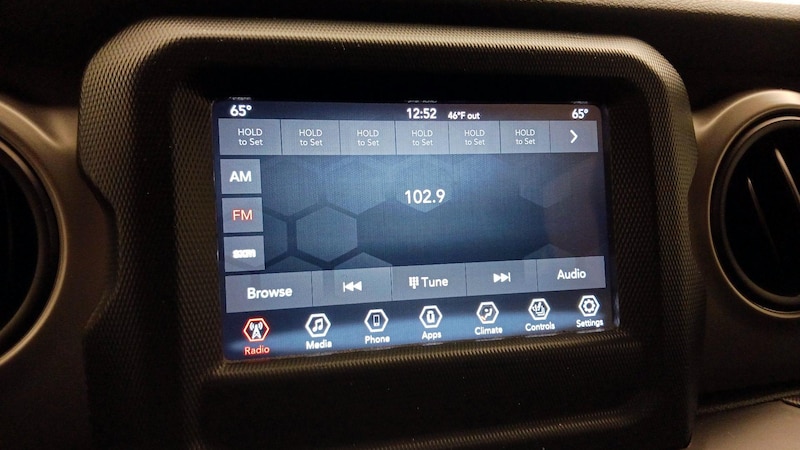 65° 12:52 46°F out 65°
HOLD to Set
HOLD to Set
HOLD to Set
HOLD to Set
HOLD to Set
HOLD to Set
AM
102.9
FM
Browse Tune Audio
Radio Media Phone Apps Climate Controls Settings